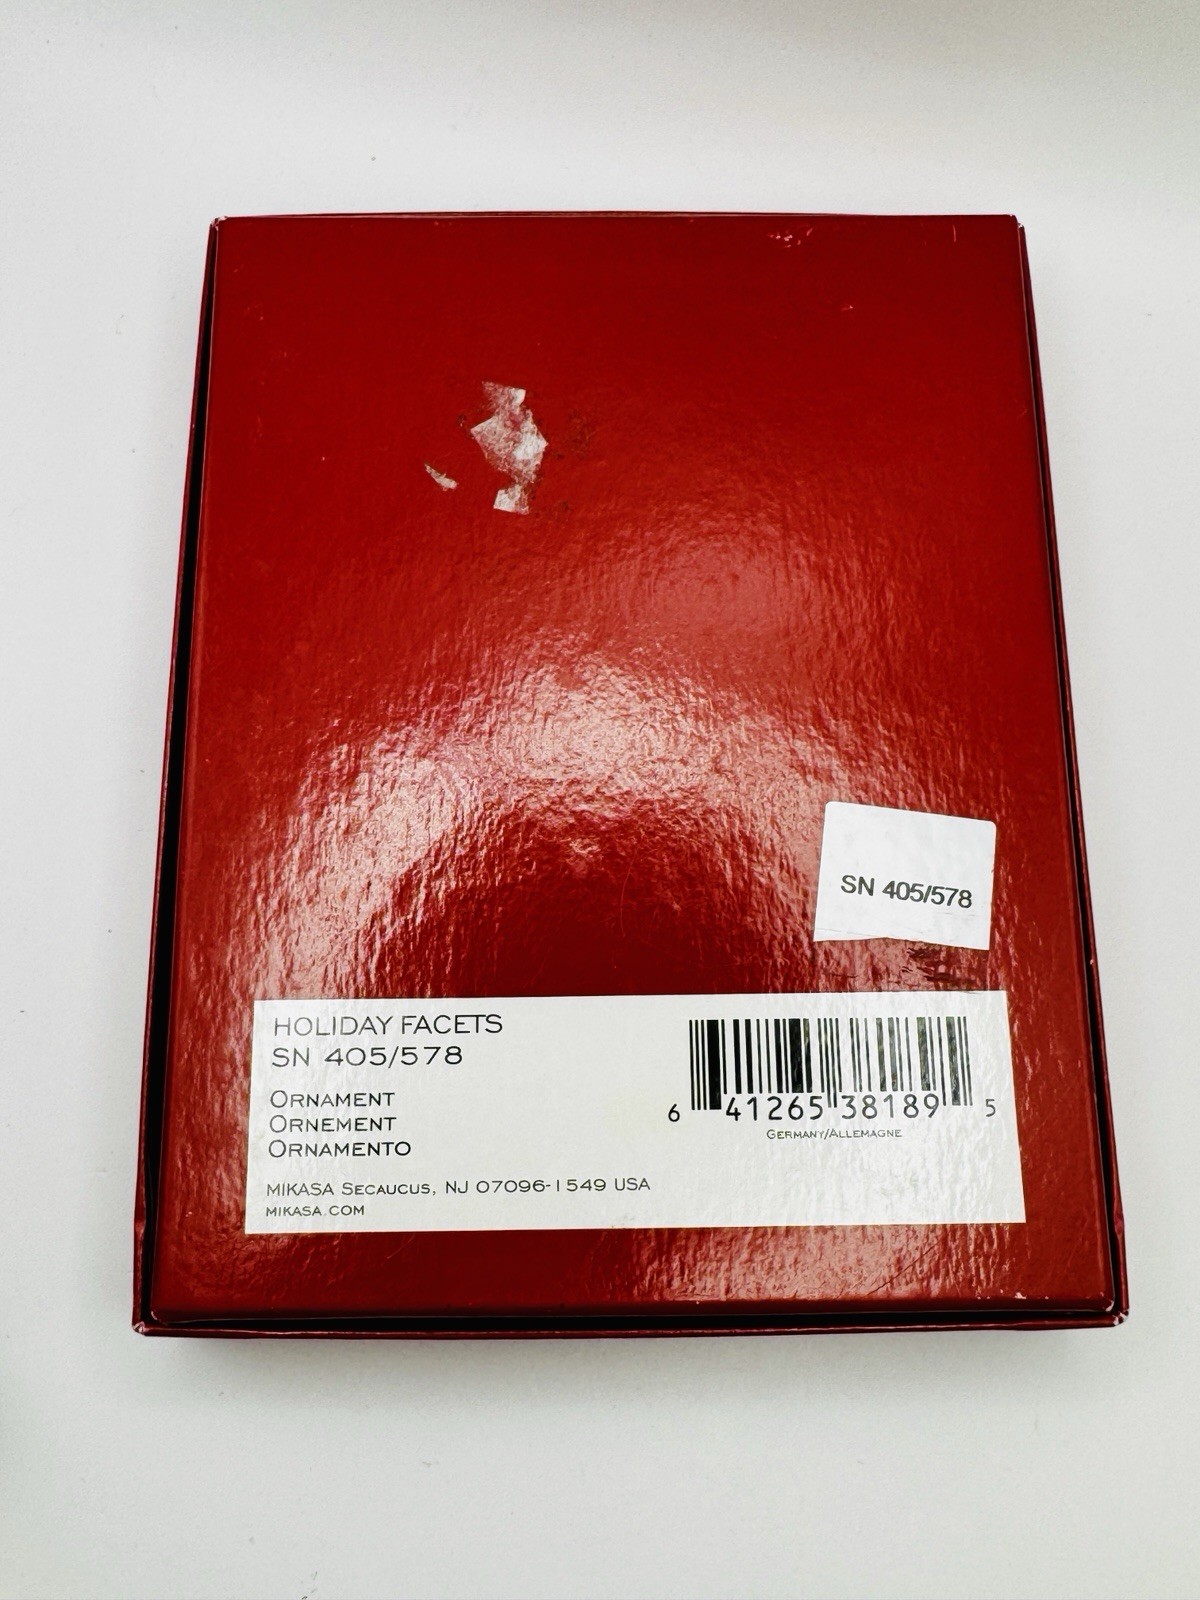 SN 405/578
HOLIDAY FACETS
SN 405/578
ORNAMENT
ORNEMENT
ORNAMENTO
MIKASA SECAUCUS, NJ 07096-1549 USA
MIKASA.COM
6 41265 38189 5
GERMANY/ALLEMAGNE